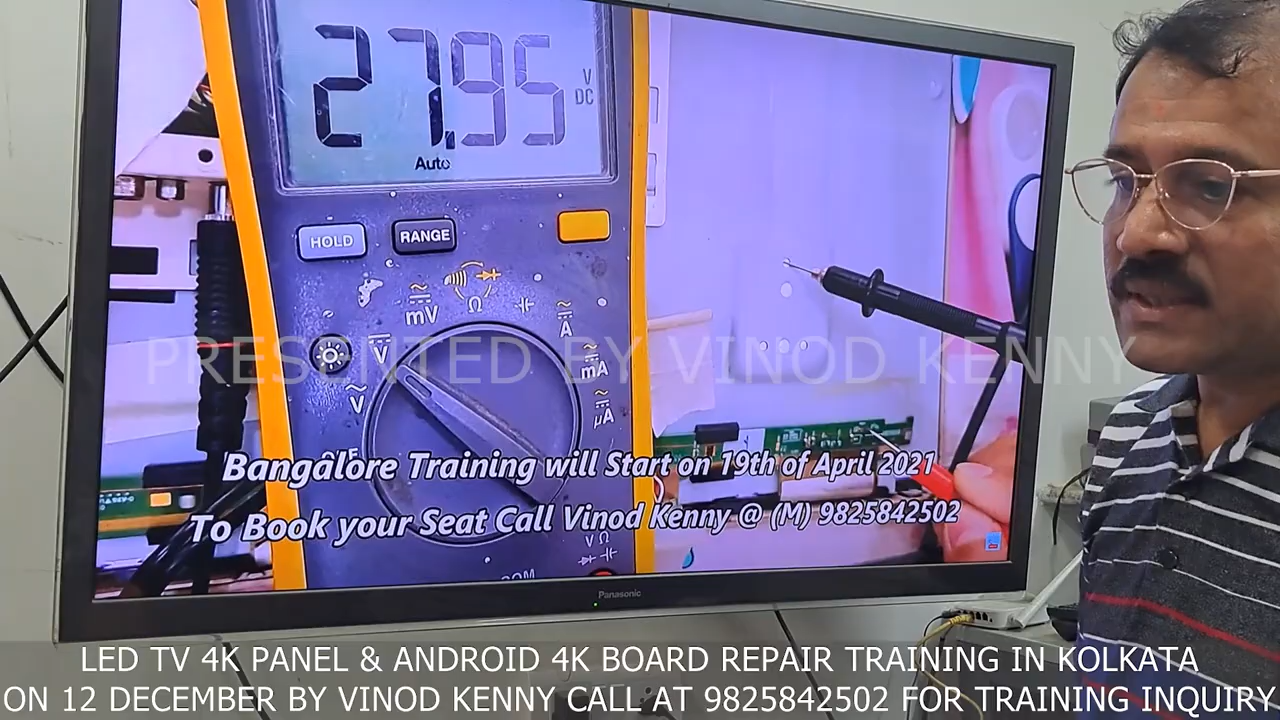 27.95
V
DC
Auto
HOLD
RANGE
mV
Ω
A
V
mA
V
μA
PRESENTED BY VINOD KENNY
Bangalore Training will Start on 19th of April 2021
To Book your Seat Call Vinod Kenny @ (M) 9825842502
V Ω
COM
Panasonic
LED TV 4K PANEL & ANDROID 4K BOARD REPAIR TRAINING IN KOLKATA
ON 12 DECEMBER BY VINOD KENNY CALL AT 9825842502 FOR TRAINING INQUIRY